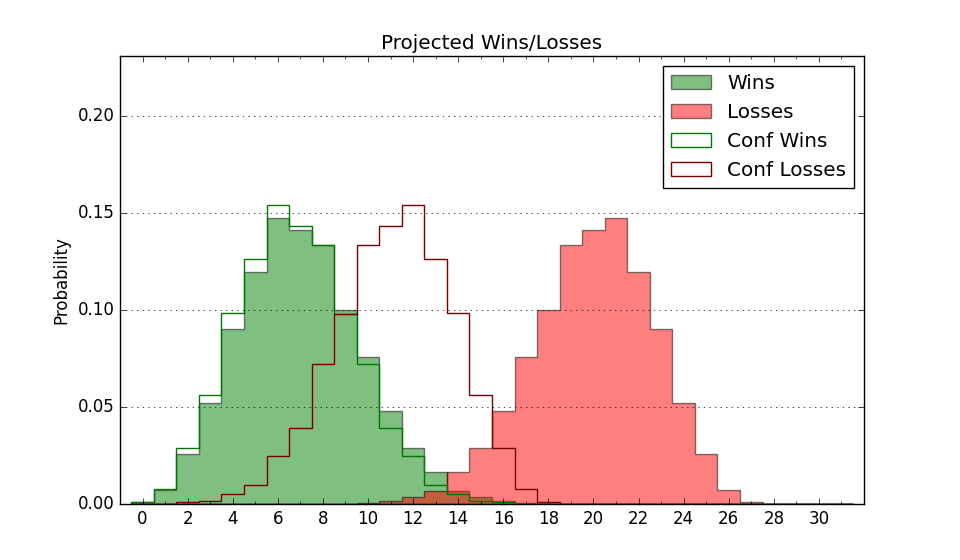 Projected Wins/Losses
Wins
Losses
Conf Wins
Conf Losses
Probability
0.20
0.15
0.10
0.05
0.00
0 2 4 6 8 10 12 14 16 18 20 22 24 26 28 30